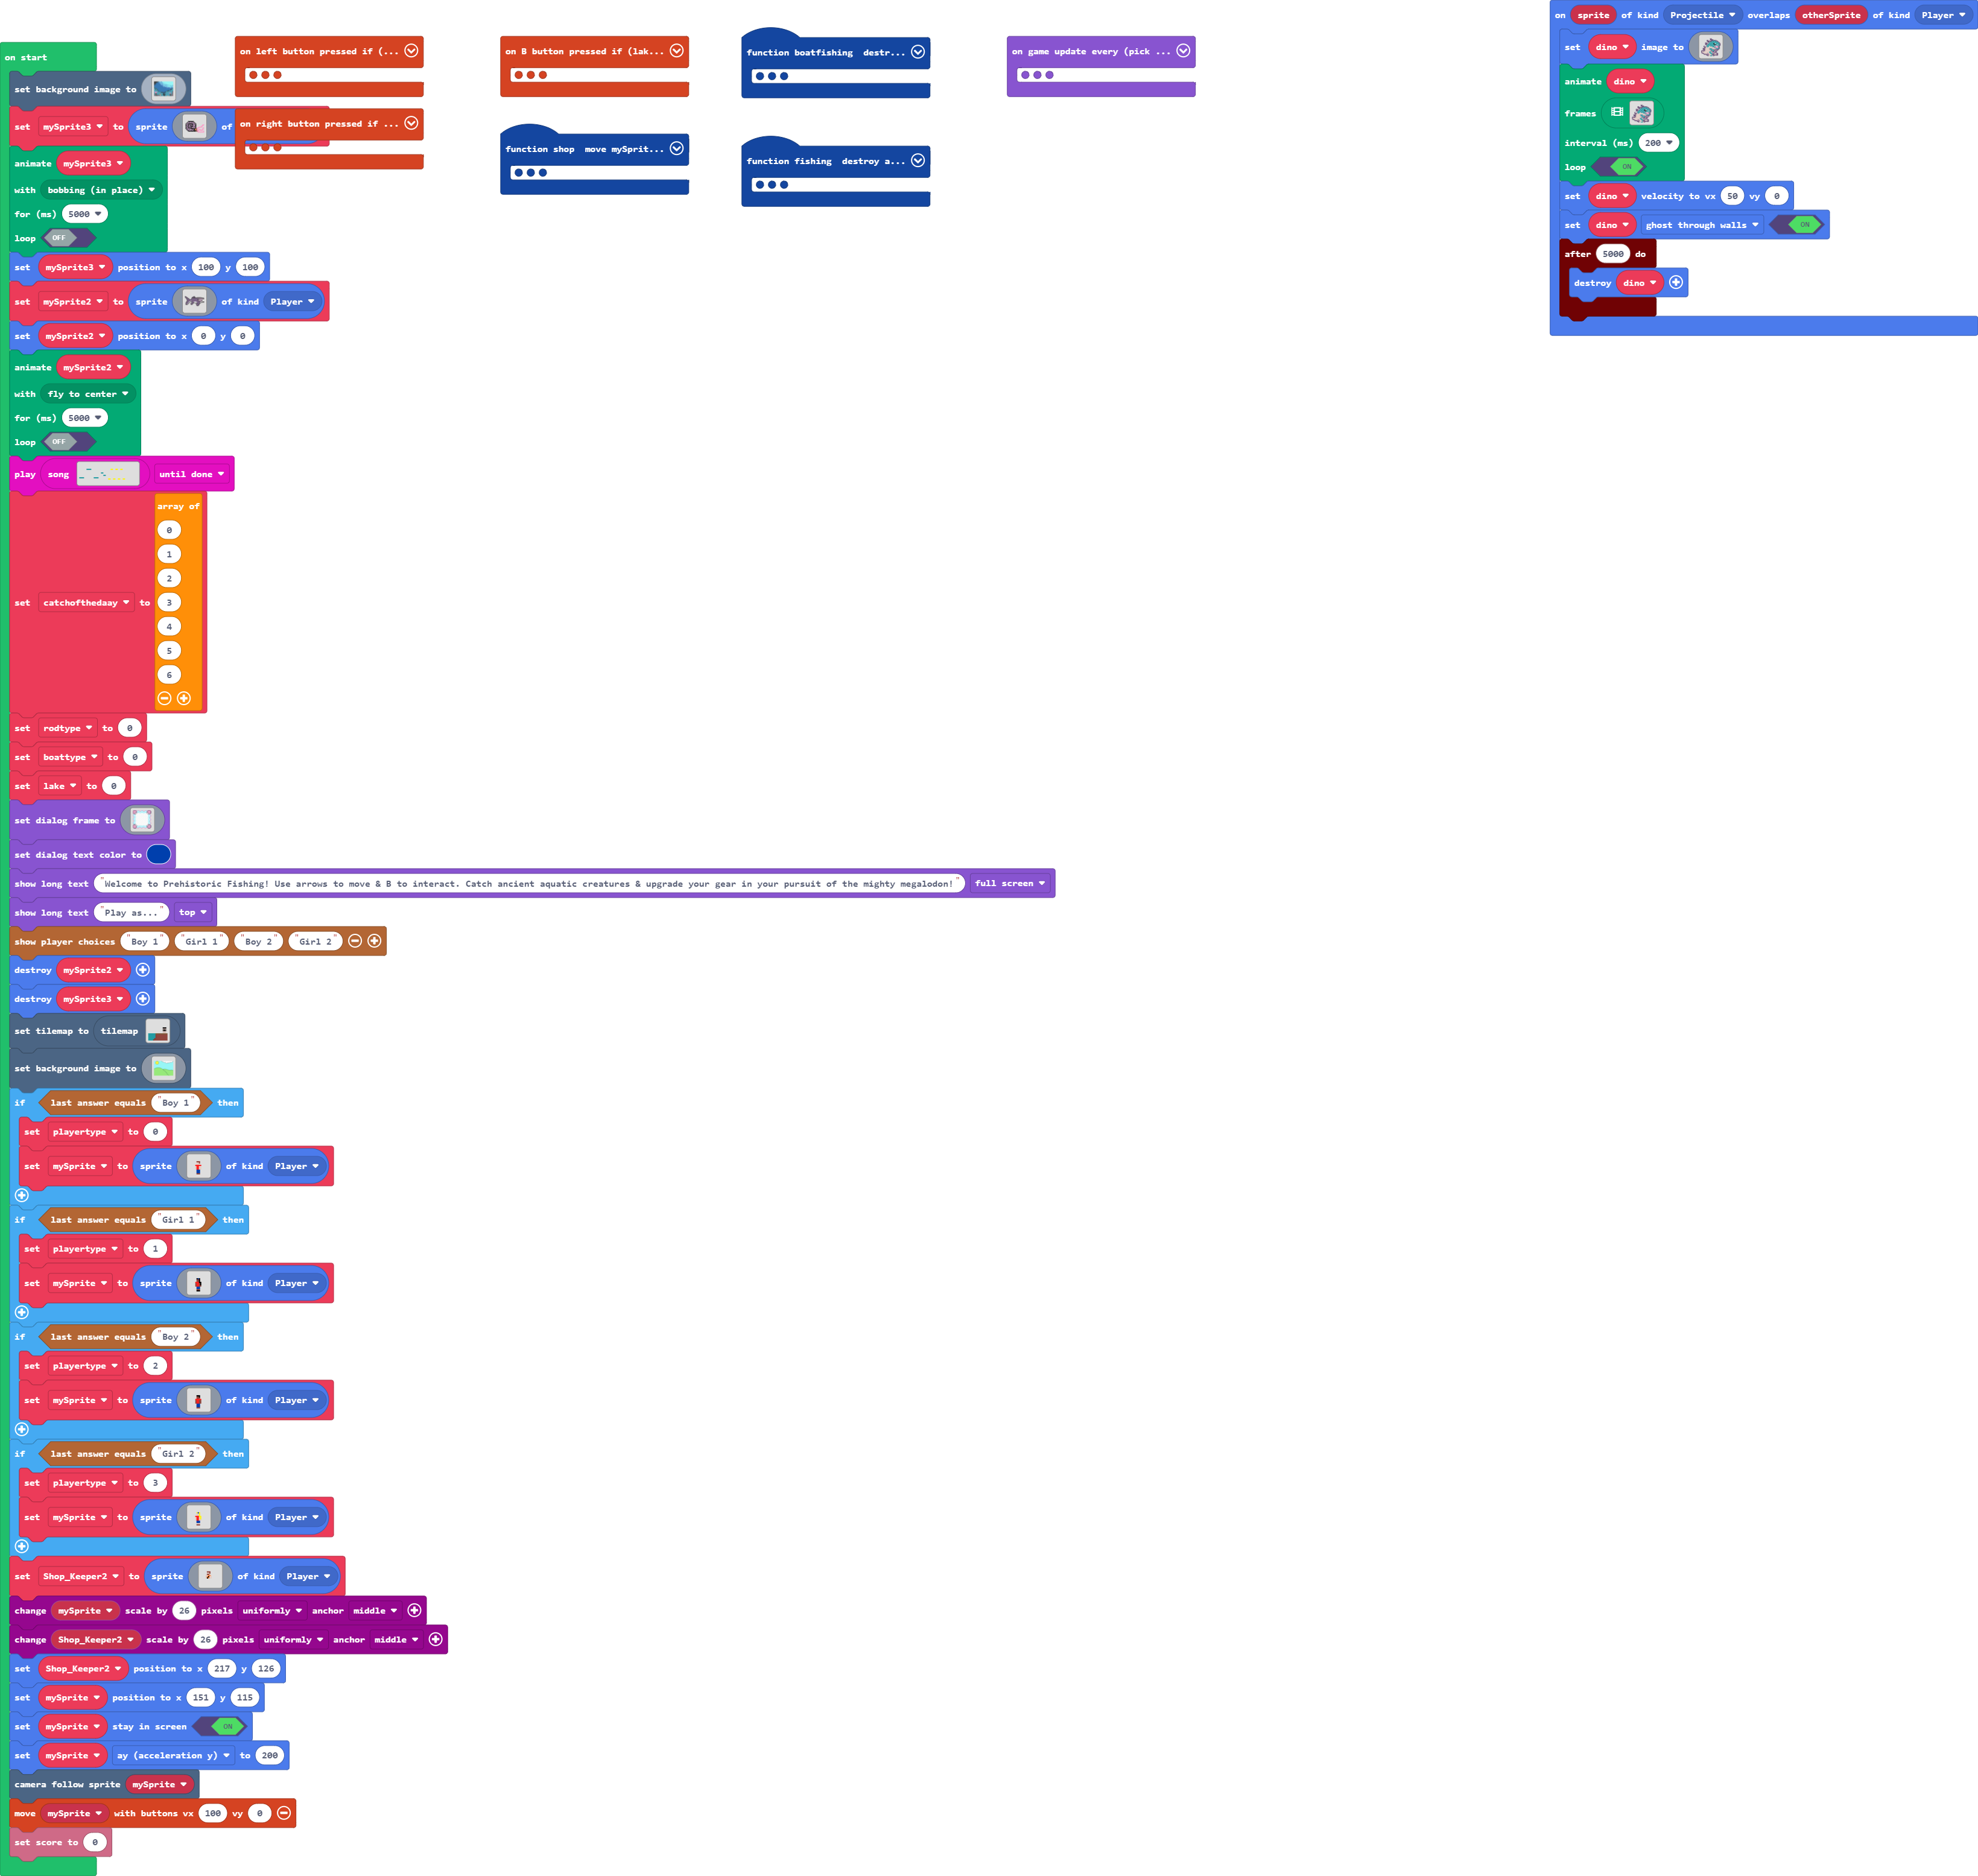 on start
set background image to
set mySprite3 to sprite of
animate mySprite3
with bobbing (in place)
for (ms) 5000
loop OFF
set mySprite3 position to x 100 y 100
set mySprite2 to sprite of kind Player
set mySprite2 position to x 0 y 0
animate mySprite2
with fly to center
for (ms) 5000
loop OFF
play song until done
array of
0
1
2
set catchofthedaay to 3
4
5
6
set rodtype to 0
set boattype to 0
set lake to 0
set dialog frame to
set dialog text color to
show long text "Welcome to Prehistoric Fishing! Use arrows to move & B to interact. Catch ancient aquatic creatures & upgrade your gear in your pursuit of the mighty megalodon!" full screen
show long text "Play as..." top
show player choices "Boy 1" "Girl 1" "Boy 2" "Girl 2"
destroy mySprite2
destroy mySprite3
set tilemap to tilemap
set background image to
if last answer equals "Boy 1" then
set playertype to 0
set mySprite to sprite of kind Player
if last answer equals "Girl 1" then
set playertype to 1
set mySprite to sprite of kind Player
if last answer equals "Boy 2" then
set playertype to 2
set mySprite to sprite of kind Player
if last answer equals "Girl 2" then
set playertype to 3
set mySprite to sprite of kind Player
set Shop_Keeper2 to sprite of kind Player
change mySprite scale by 26 pixels uniformly anchor middle
change Shop_Keeper2 scale by 26 pixels uniformly anchor middle
set Shop_Keeper2 position to x 217 y 126
set mySprite position to x 151 y 115
set mySprite stay in screen ON
set mySprite ay (acceleration y) to 200
camera follow sprite mySprite
move mySprite with buttons vx 100 vy 0
set score to 0
on left button pressed if (...
on right button pressed if ...
on B button pressed if (lak...
function shop move mySprit...
function boatfishing destr...
function fishing destroy a...
on game update every (pick ...
on sprite of kind Projectile overlaps otherSprite of kind Player
set dino image to
animate dino
frames
interval (ms) 200
loop ON
set dino velocity to vx 50 vy 0
set dino ghost through walls ON
after 5000 do
destroy dino